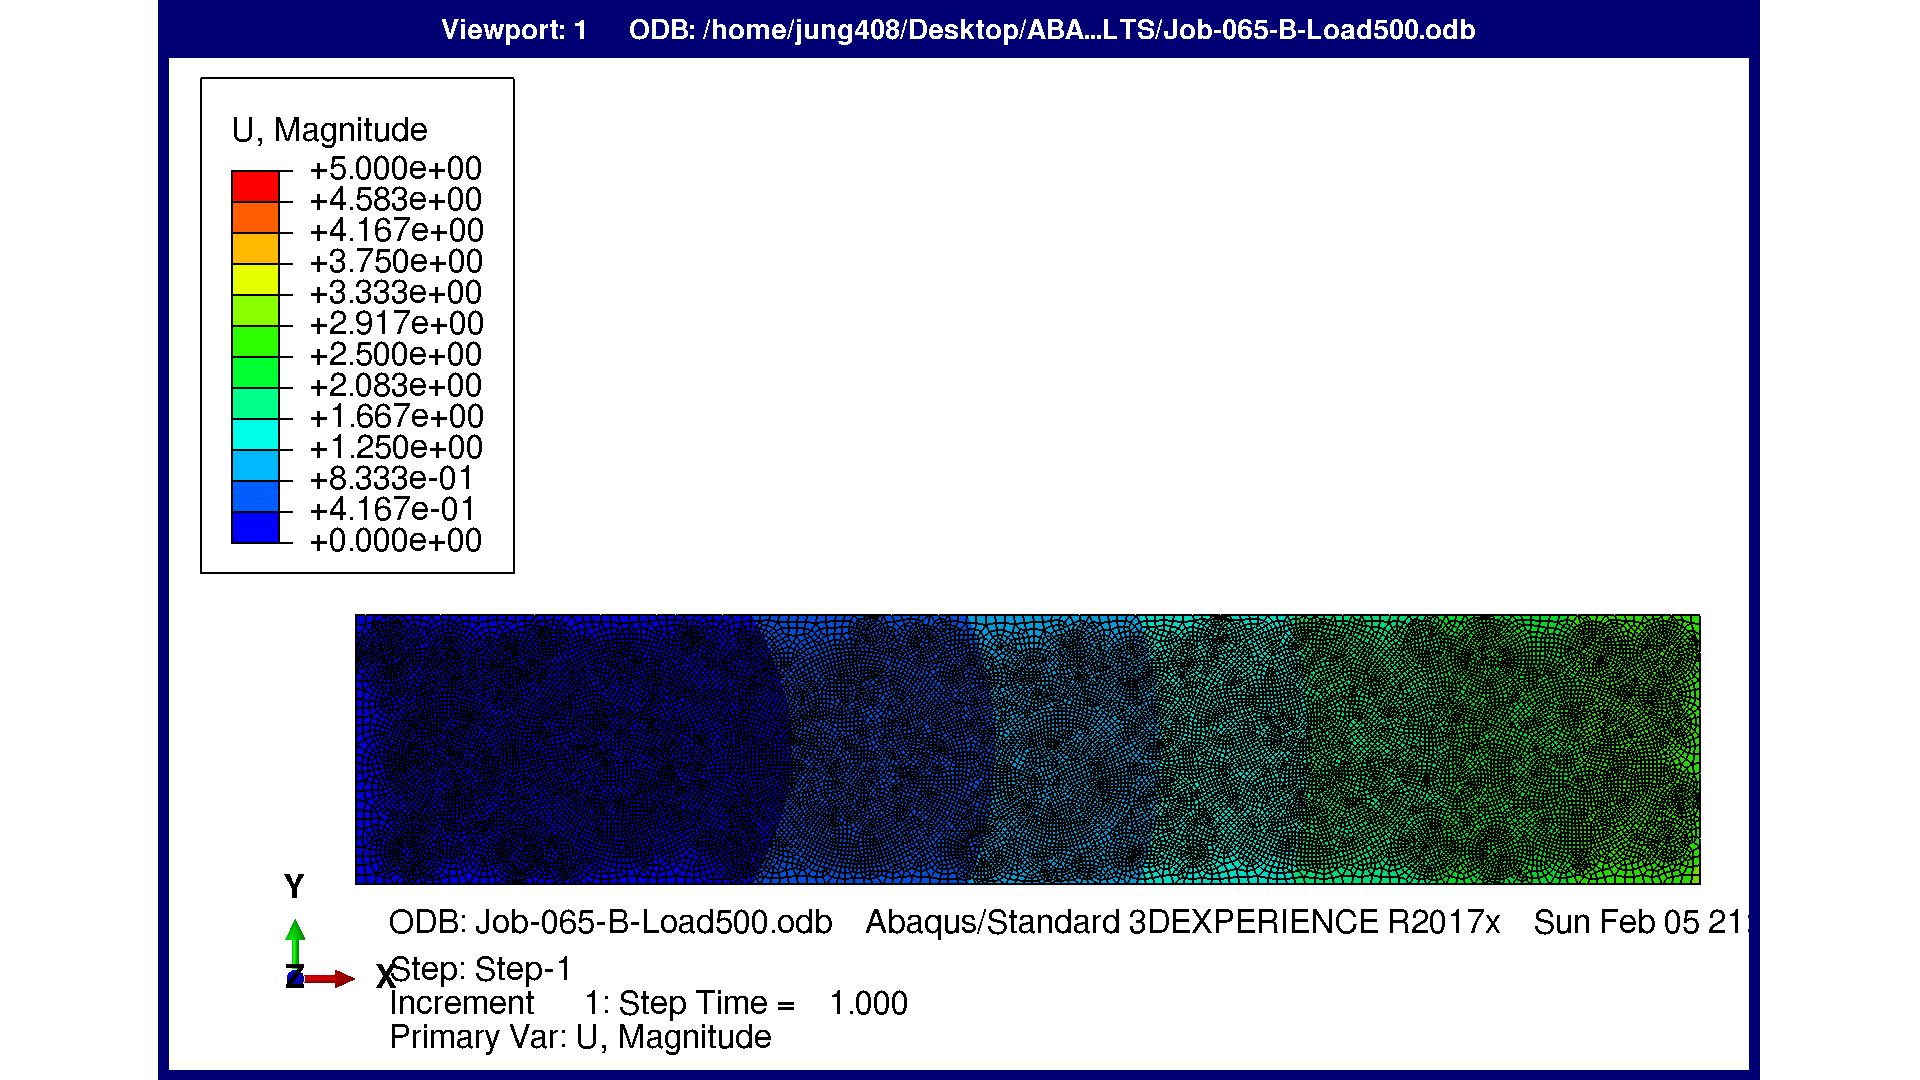 Viewport: 1 ODB: /home/jung408/Desktop/ABA...LTS/Job-065-B-Load500.odb
U, Magnitude
+5.000e+00
+4.583e+00
+4.167e+00
+3.750e+00
+3.333e+00
+2.917e+00
+2.500e+00
+2.083e+00
+1.667e+00
+1.250e+00
+8.333e-01
+4.167e-01
+0.000e+00
Y
Z
X
ODB: Job-065-B-Load500.odb Abaqus/Standard 3DEXPERIENCE R2017x Sun Feb 05 21:
Step: Step-1
Increment 1: Step Time = 1.000
Primary Var: U, Magnitude